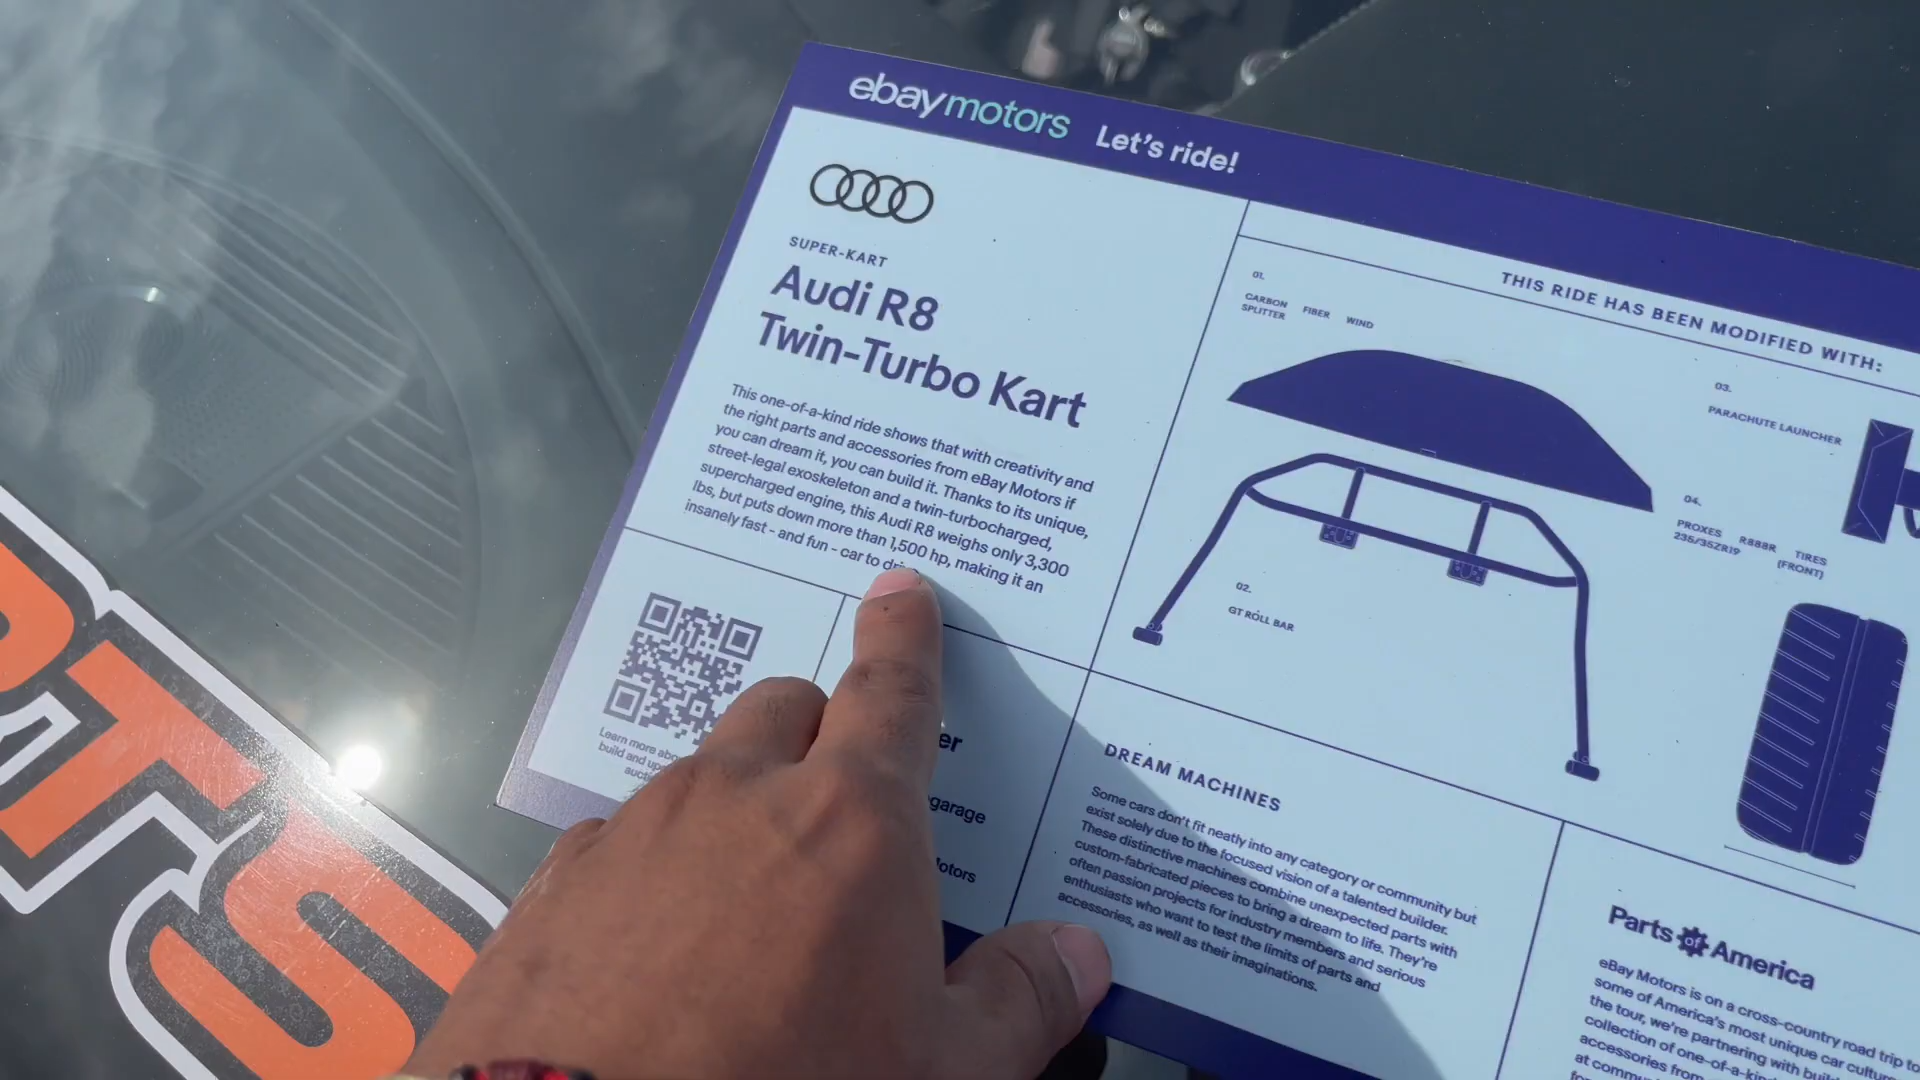 ebaymotors Let's ride!
SUPER-KART
Audi R8
Twin-Turbo Kart
This one-of-a-kind ride shows that with creativity and
the right parts and accessories from eBay Motors if
you can dream it, you can build it. Thanks to its unique,
street-legal exoskeleton and a twin-turbocharged,
supercharged engine, this Audi R8 weighs only 3,300
lbs, but puts down more than 1,500 hp, making it an
insanely fast - and fun - car to
Learn more
build and
THIS RIDE HAS BEEN MODIFIED WITH:
01.
CARBON FIBER WIND
SPLITTER
02.
GT ROLL BAR
03.
PARACHUTE LAUNCHER
04.
PROXES R888R TIRES
235/35ZR19 (FRONT)
DREAM MACHINES
Some cars don't fit neatly into any category or community but
exist solely due to the focused vision of a talented builder.
These distinctive machines combine unexpected parts with
custom-fabricated pieces to bring a dream to life. They're
often passion projects for industry members and serious
enthusiasts who want to test the limits of parts and
accessories, as well as their imaginations.
Parts of America
eBay Motors is on a cross-country road trip to
some of America's most unique car culture
the tour, we're partnering with
collection of one-of-a-kind
accessories from
at